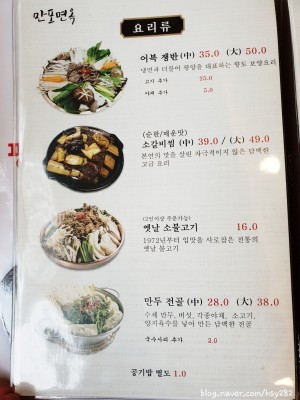 만포면옥
요리류
어복 쟁반 (中) 35.0 (大) 50.0
냉면과 더불어 평양을 대표하는 향토 보양요리
고기 추가 25.0
야채 추가 5.0
(순한/매운맛)
소갈비찜 (中) 39.0 / (大) 49.0
본연의 맛을 살린 자극적이지 않은 담백한
고급 요리
(2인이상 주문가능)
옛날 소불고기 16.0
1972년부터 입맛을 사로잡은 전통의
옛날 불고기
만두 전골 (中) 28.0 (大) 38.0
수제 만두, 버섯, 각종야채, 소고기,
양지육수를 넣어 만든 담백한 전골
국수사리 추가 2.0
공기밥 별도 1.0
blog.naver.com/hsy282